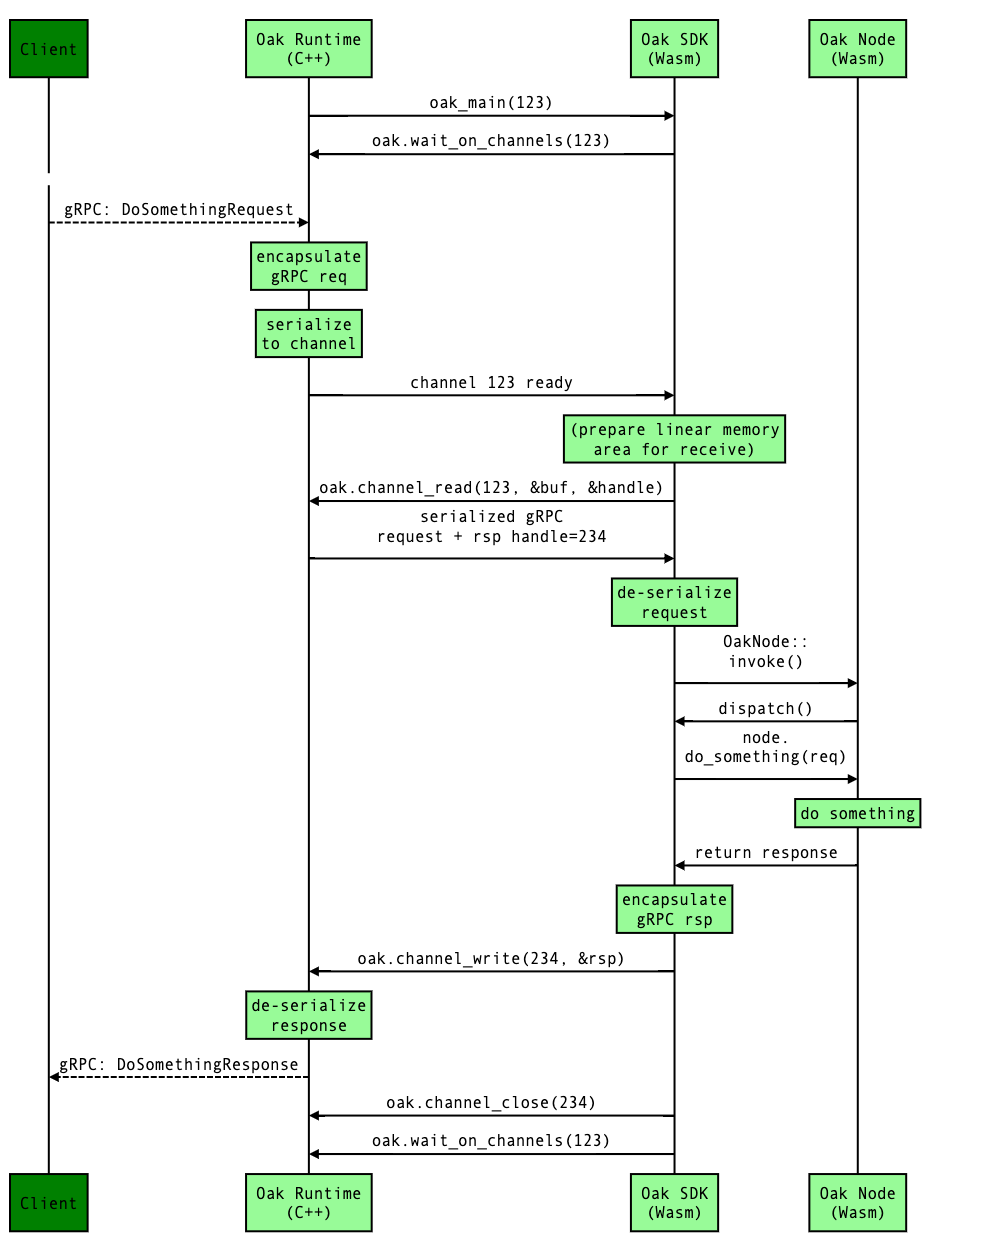 Client
Oak Runtime
(C++)
Oak SDK
(Wasm)
Oak Node
(Wasm)
oak_main(123)
oak.wait_on_channels(123)
gRPC: DoSomethingRequest
encapsulate
gRPC req
serialize
to channel
channel 123 ready
(prepare linear memory
area for receive)
oak.channel_read(123, &buf, &handle)
serialized gRPC
request + rsp handle=234
de-serialize
request
OakNode::
invoke()
dispatch()
node.
do_something(req)
do something
return response
encapsulate
gRPC rsp
oak.channel_write(234, &rsp)
de-serialize
response
gRPC: DoSomethingResponse
oak.channel_close(234)
oak.wait_on_channels(123)
Client
Oak Runtime
(C++)
Oak SDK
(Wasm)
Oak Node
(Wasm)